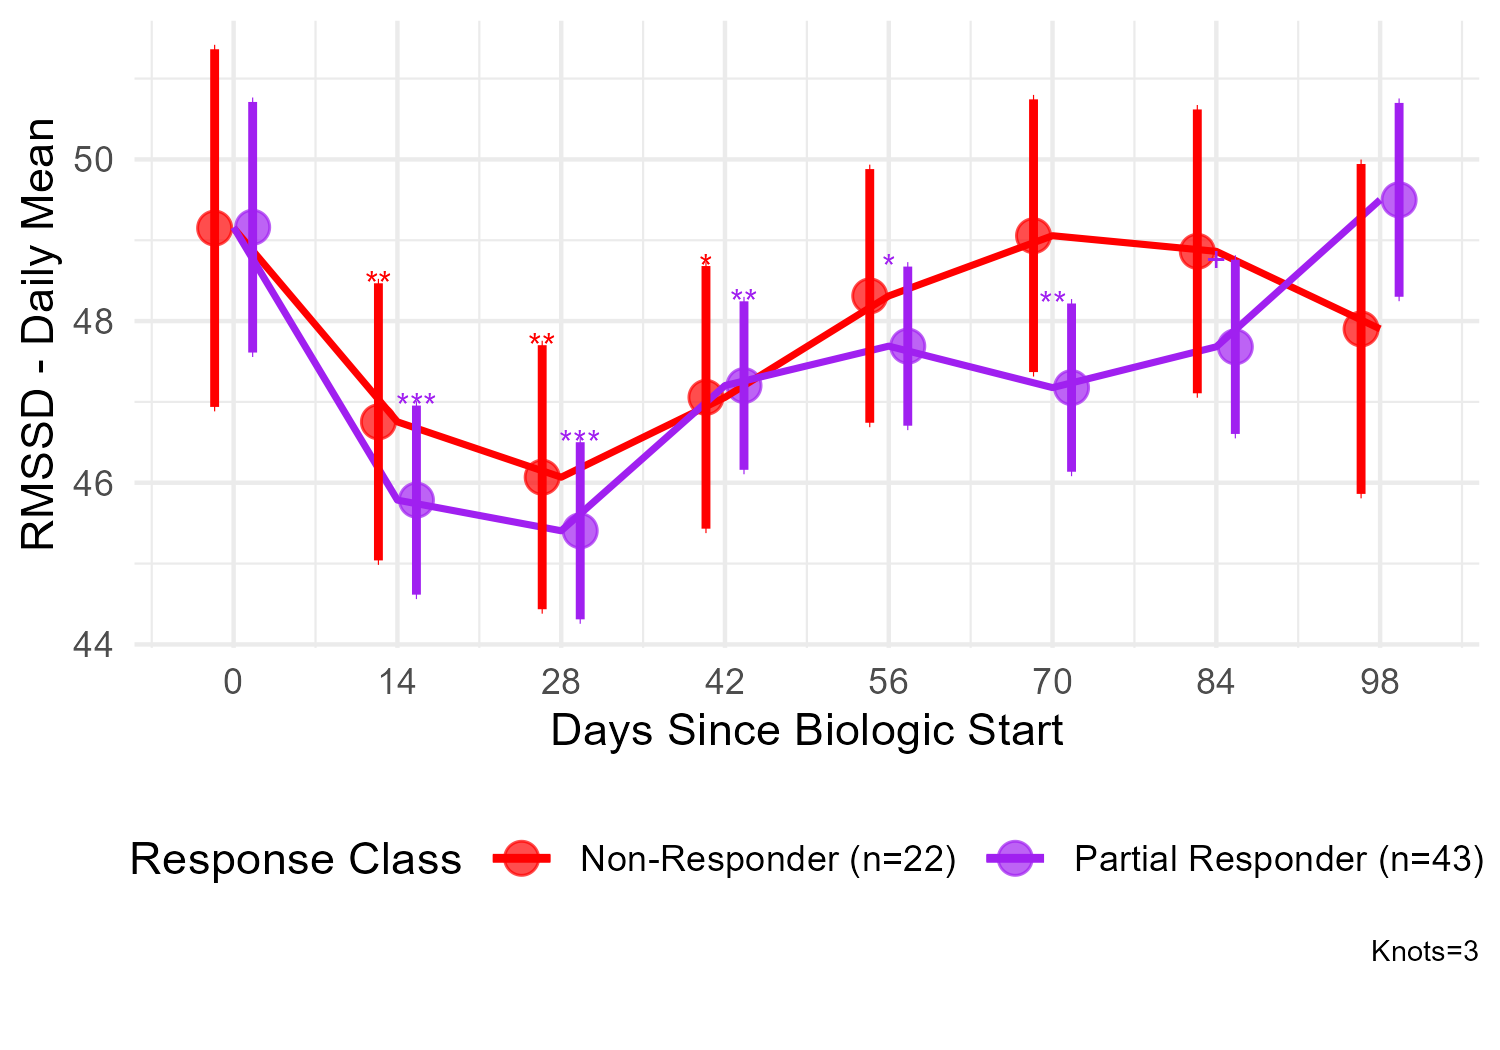 RMSSD - Daily Mean
50
48
46
44
**
**
*
***
***
**
*
**
+
0 14 28 42 56 70 84 98
Days Since Biologic Start
Response Class Non-Responder (n=22) Partial Responder (n=43)
Knots=3